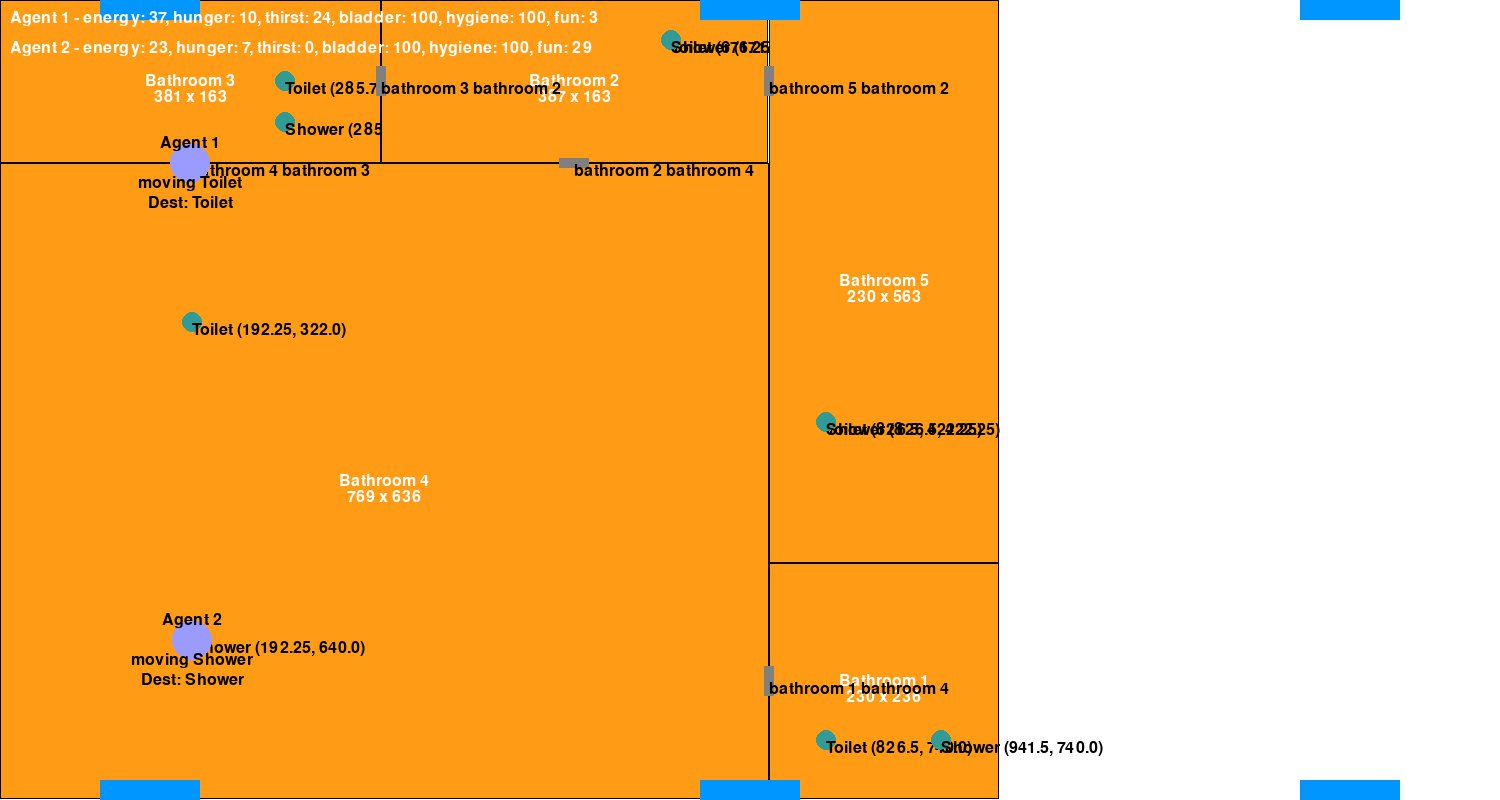 Agent 1 - energy: 37, hunger: 10, thirst: 24, bladder: 100, hygiene: 100, fun: 3
Agent 2 - energy: 23, hunger: 7, thirst: 0, bladder: 100, hygiene: 100, fun: 29
Bathroom 3
381 x 163
Bathroom 2
387 x 163
Toilet (285.7
bathroom 3 bathroom 2
bathroom 5 bathroom 2
Shower (285
Agent 1
bathroom 4 bathroom 3
bathroom 2 bathroom 4
moving Toilet
Dest: Toilet
Bathroom 5
230 x 563
Toilet (192.25, 322.0)
Bathroom 4
769 x 636
Agent 2
Shower (192.25, 640.0)
moving Shower
Dest: Shower
Bathroom 1
230 x 236
bathroom 1 bathroom 4
Toilet (826.5, 740.0)
Shower (941.5, 740.0)